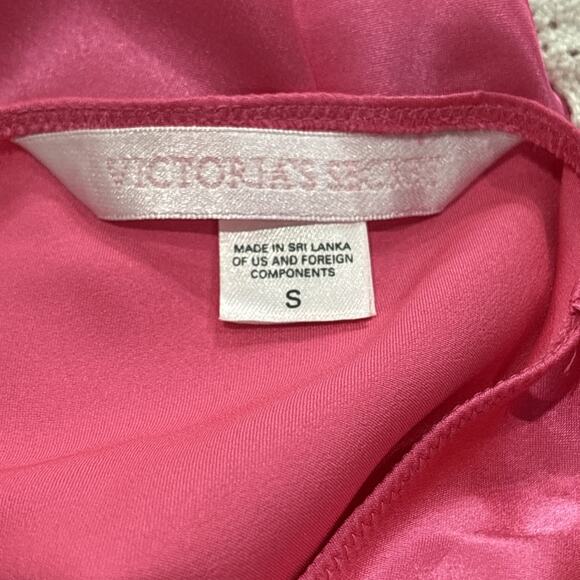 VICTORIA'S SECRET
MADE IN SRI LANKA
OF US AND FOREIGN
COMPONENTS
S